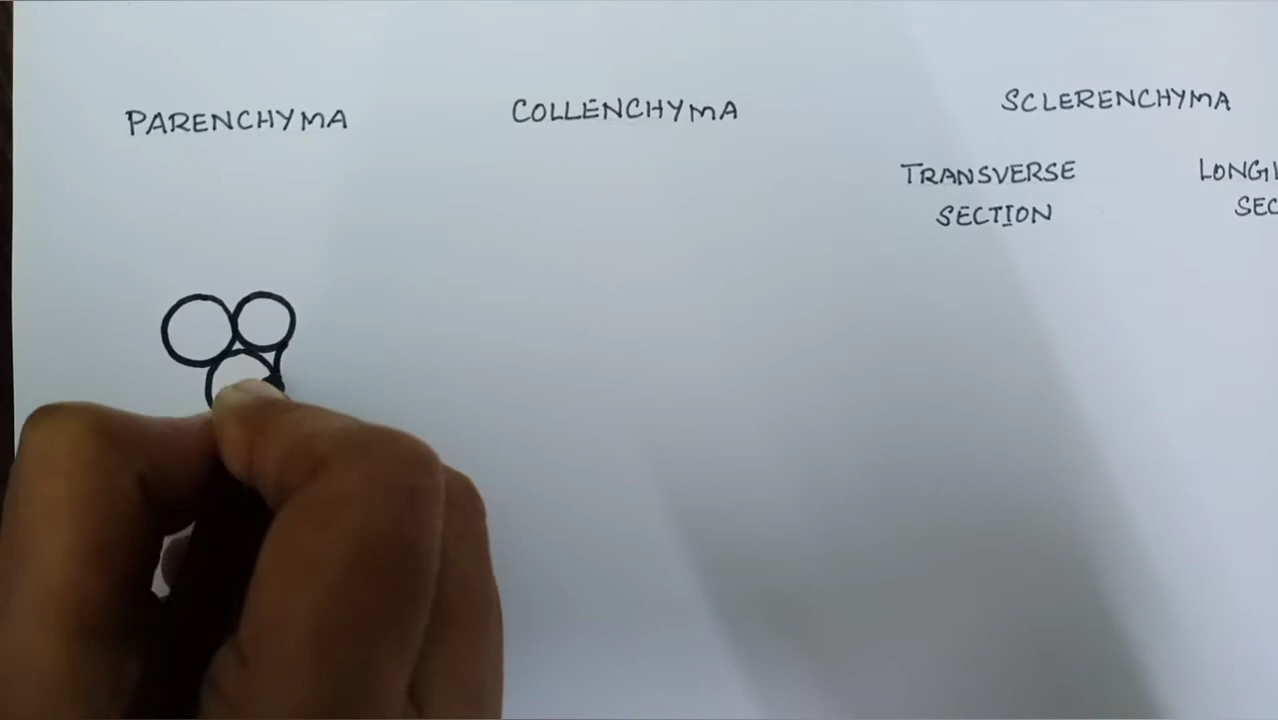 PARENCHYMA
COLLENCHYMA
SCLERENCHYMA
TRANSVERSE
SECTION